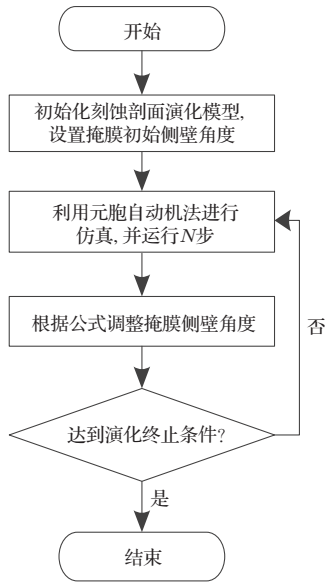 开始
初始化刻蚀剖面演化模型,
设置掩膜初始侧壁角度
利用元胞自动机法进行
仿真,并运行N步
根据公式调整掩膜侧壁角度
否
达到演化终止条件?
是
结束